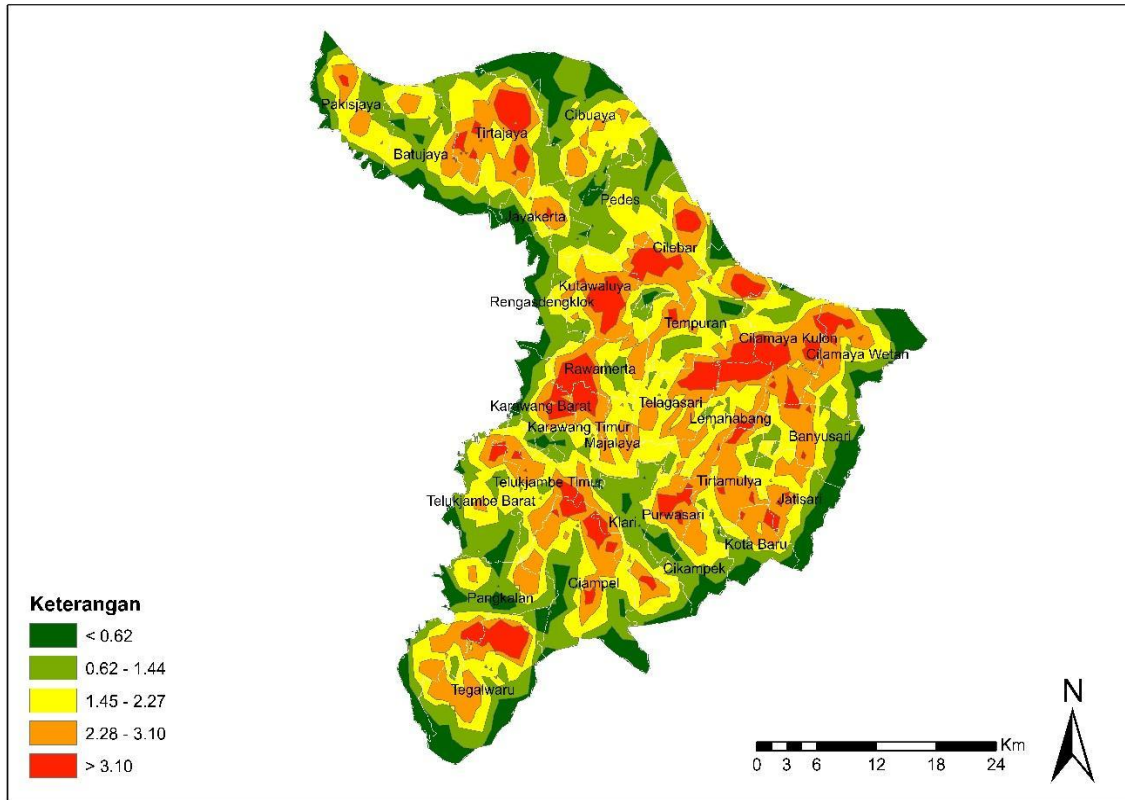 Pakisjaya
Cibuaya
Tirtajaya
Batujaya
Pedes
Jayakerta
Cilebar
Kutawaluya
Rengasdengklok
Tempuran
Cilamaya Kulon
Cilamaya Wetan
Rawamerta
Telagasari
Karawang Barat
Lemahabang
Karawang Timur
Banyusari
Majalaya
Telukjambe Timur
Tirtamulya
Telukjambe Barat
Jatisari
Purwasari
Klari
Kota Baru
Cikampek
Ciampel
Pangkalan
Tegalwaru
Keterangan
< 0.62
0.62 - 1.44
1.45 - 2.27
2.28 - 3.10
> 3.10
N
Km
0 3 6 12 18 24